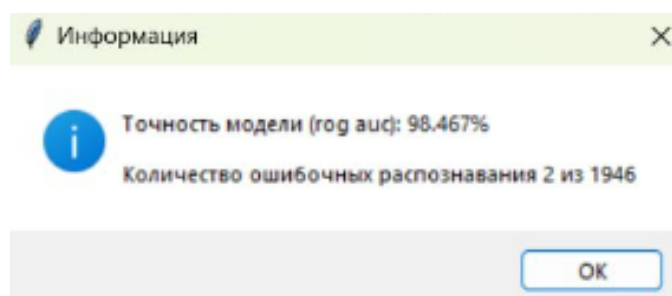 Информация
Точность модели (rog auc): 98.467%
Количество ошибочных распознавания 2 из 1946
OK